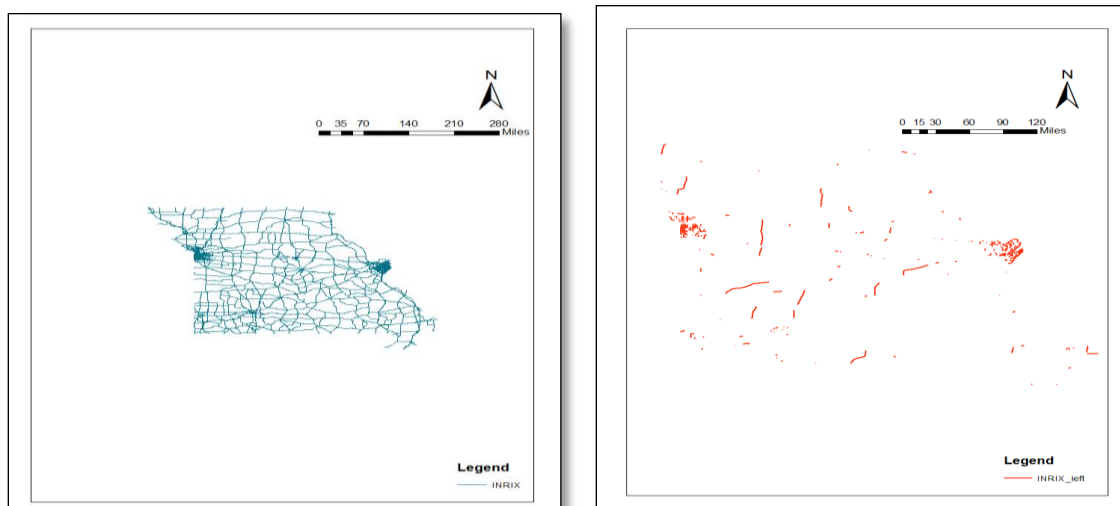 N
0 35 70 140 210 280
Miles
Legend
INRIX
N
0 15 30 60 90 120
Miles
Legend
INRIX_left